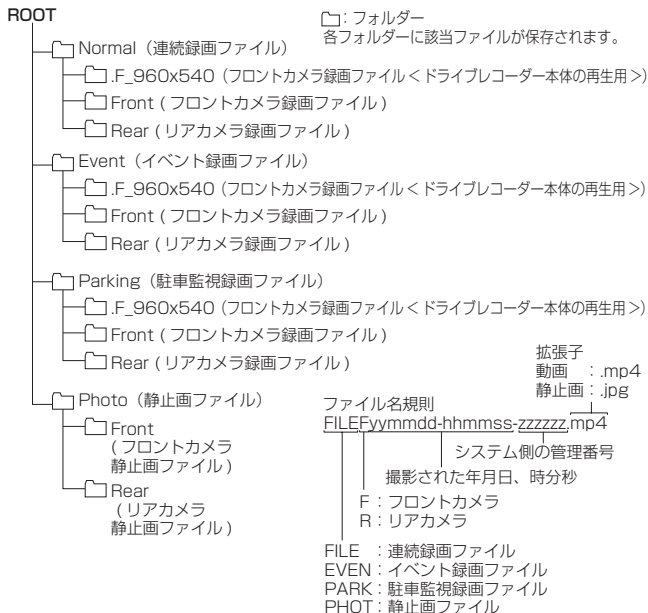 ROOT
：フォルダー
各フォルダーに該当ファイルが保存されます。
Normal（連続録画ファイル）
.F_960x540（フロントカメラ録画ファイル＜ドライブレコーダー本体の再生用＞）
Front（フロントカメラ録画ファイル）
Rear（リアカメラ録画ファイル）
Event（イベント録画ファイル）
.F_960x540（フロントカメラ録画ファイル＜ドライブレコーダー本体の再生用＞）
Front（フロントカメラ録画ファイル）
Rear（リアカメラ録画ファイル）
Parking（駐車監視録画ファイル）
.F_960x540（フロントカメラ録画ファイル＜ドライブレコーダー本体の再生用＞）
Front（フロントカメラ録画ファイル）
Rear（リアカメラ録画ファイル）
Photo（静止画ファイル）
Front
（フロントカメラ
静止画ファイル）
Rear
（リアカメラ
静止画ファイル）
拡張子
動画　：.mp4
静止画：.jpg
ファイル名規則
FILEFyymmdd-hhmmss-zzzzzz.mp4
システム側の管理番号
撮影された年月日、時分秒
F：フロントカメラ
R：リアカメラ
FILE　：連続録画ファイル
EVEN：イベント録画ファイル
PARK：駐車監視録画ファイル
PHOT：静止画ファイル